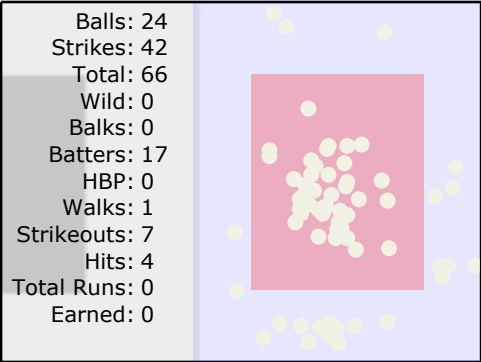 Balls: 24
Strikes: 42
Total: 66
Wild: 0
Balks: 0
Batters: 17
HBP: 0
Walks: 1
Strikeouts: 7
Hits: 4
Total Runs: 0
Earned: 0